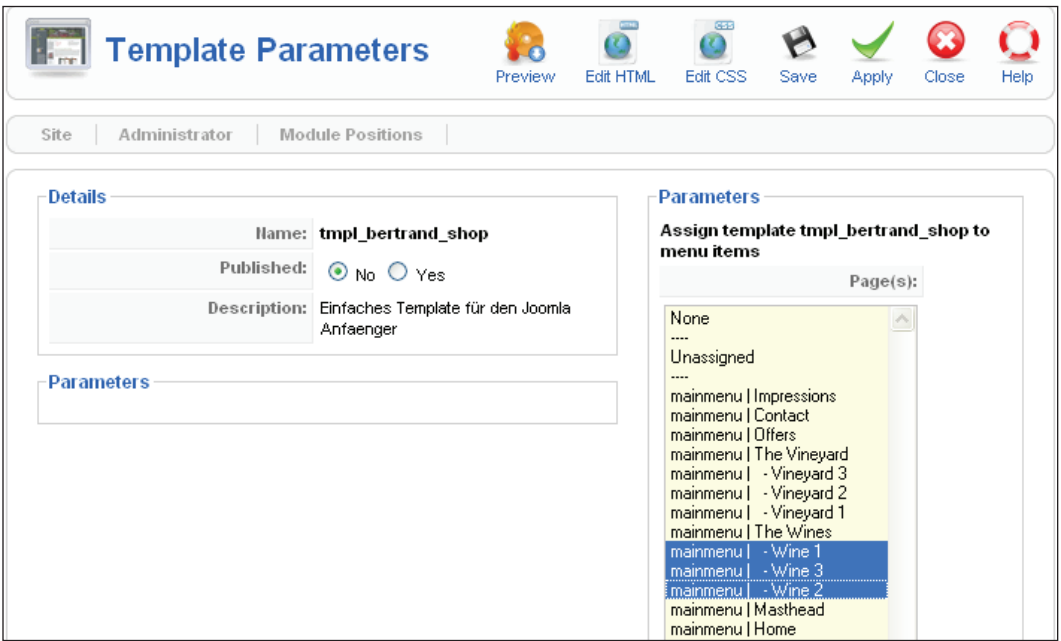 Template Parameters
Preview
Edit HTML
Edit CSS
Save
Apply
Close
Help
Site
Administrator
Module Positions
Details
Name: tmpl_bertrand_shop
Published: No Yes
Description: Einfaches Template für den Joomla
Anfaenger
Parameters
Parameters
Assign template tmpl_bertrand_shop to
menu items
Page(s):
None
----
Unassigned
----
mainmenu | Impressions
mainmenu | Contact
mainmenu | Offers
mainmenu | The Vineyard
mainmenu | - Vineyard 3
mainmenu | - Vineyard 2
mainmenu | - Vineyard 1
mainmenu | The Wines
mainmenu | - Wine 1
mainmenu | - Wine 3
mainmenu | - Wine 2
mainmenu | Masthead
mainmenu | Home